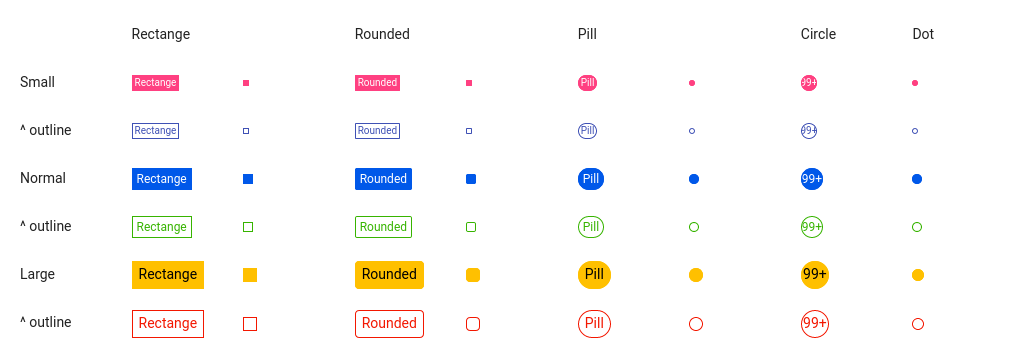 Rectange Rounded Pill Circle Dot
Small Rectange Rounded Pill 99+
^ outline Rectange Rounded Pill 99+
Normal Rectange Rounded Pill 99+
^ outline Rectange Rounded Pill 99+
Large Rectange Rounded Pill 99+
^ outline Rectange Rounded Pill 99+